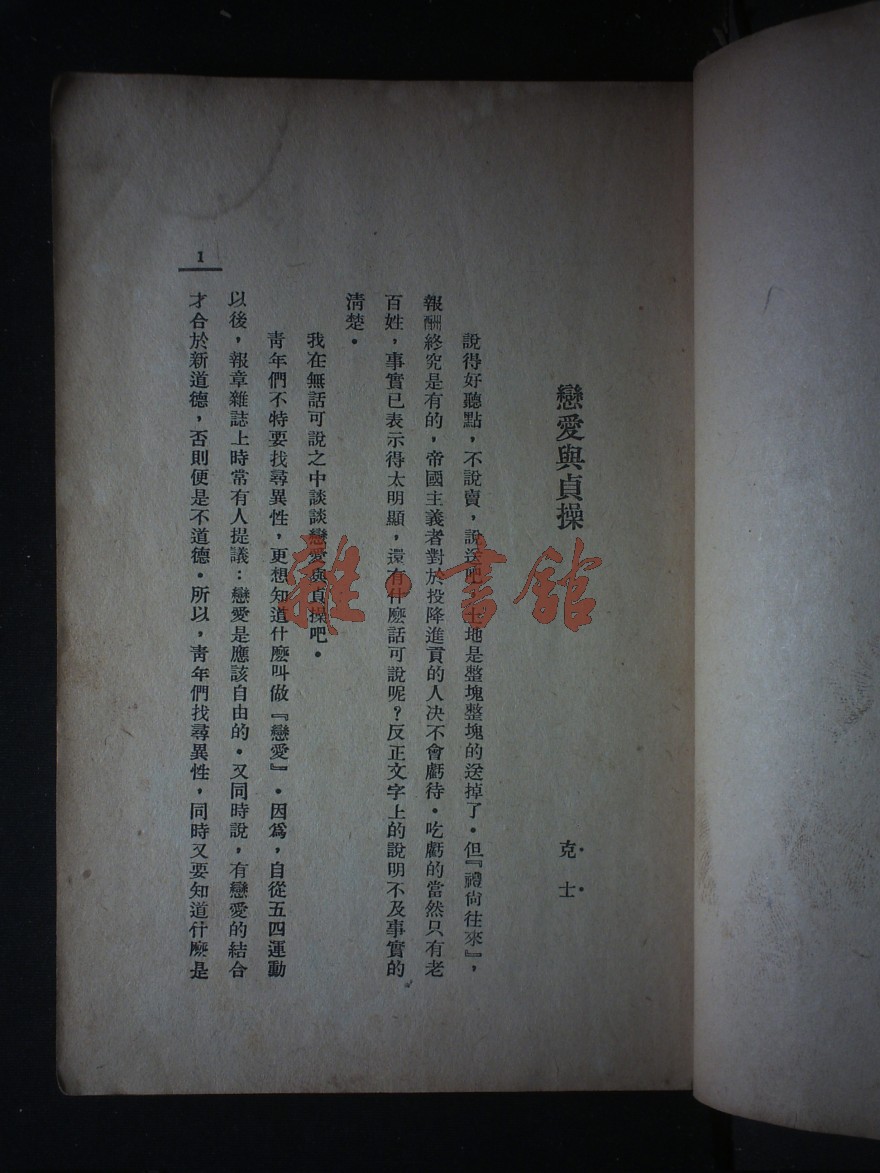 戀愛與貞操
克士
說得好聽點，不說賣，說送吧，土地是整塊整塊的送掉了。但『禮尙往來』，
報酬終究是有的，帝國主義者對於投降進貢的人决不會虧待。吃虧的當然只有老
百姓，事實已表示得太明顯，還有什麽話可說呢？反正文字上的說明不及事實的
淸楚。
我在無話可說之中談談戀愛與貞操吧。
靑年們不特要找尋異性，更想知道什麽叫做『戀愛』。因爲，自從五四運動
以後，報章雜誌上時常有人提議：戀愛是應該自由的。又同時說，有戀愛的結合
才合於新道德，否則便是不道德。所以，靑年們找尋異性，同時又要知道什麽是
1
雜·書館